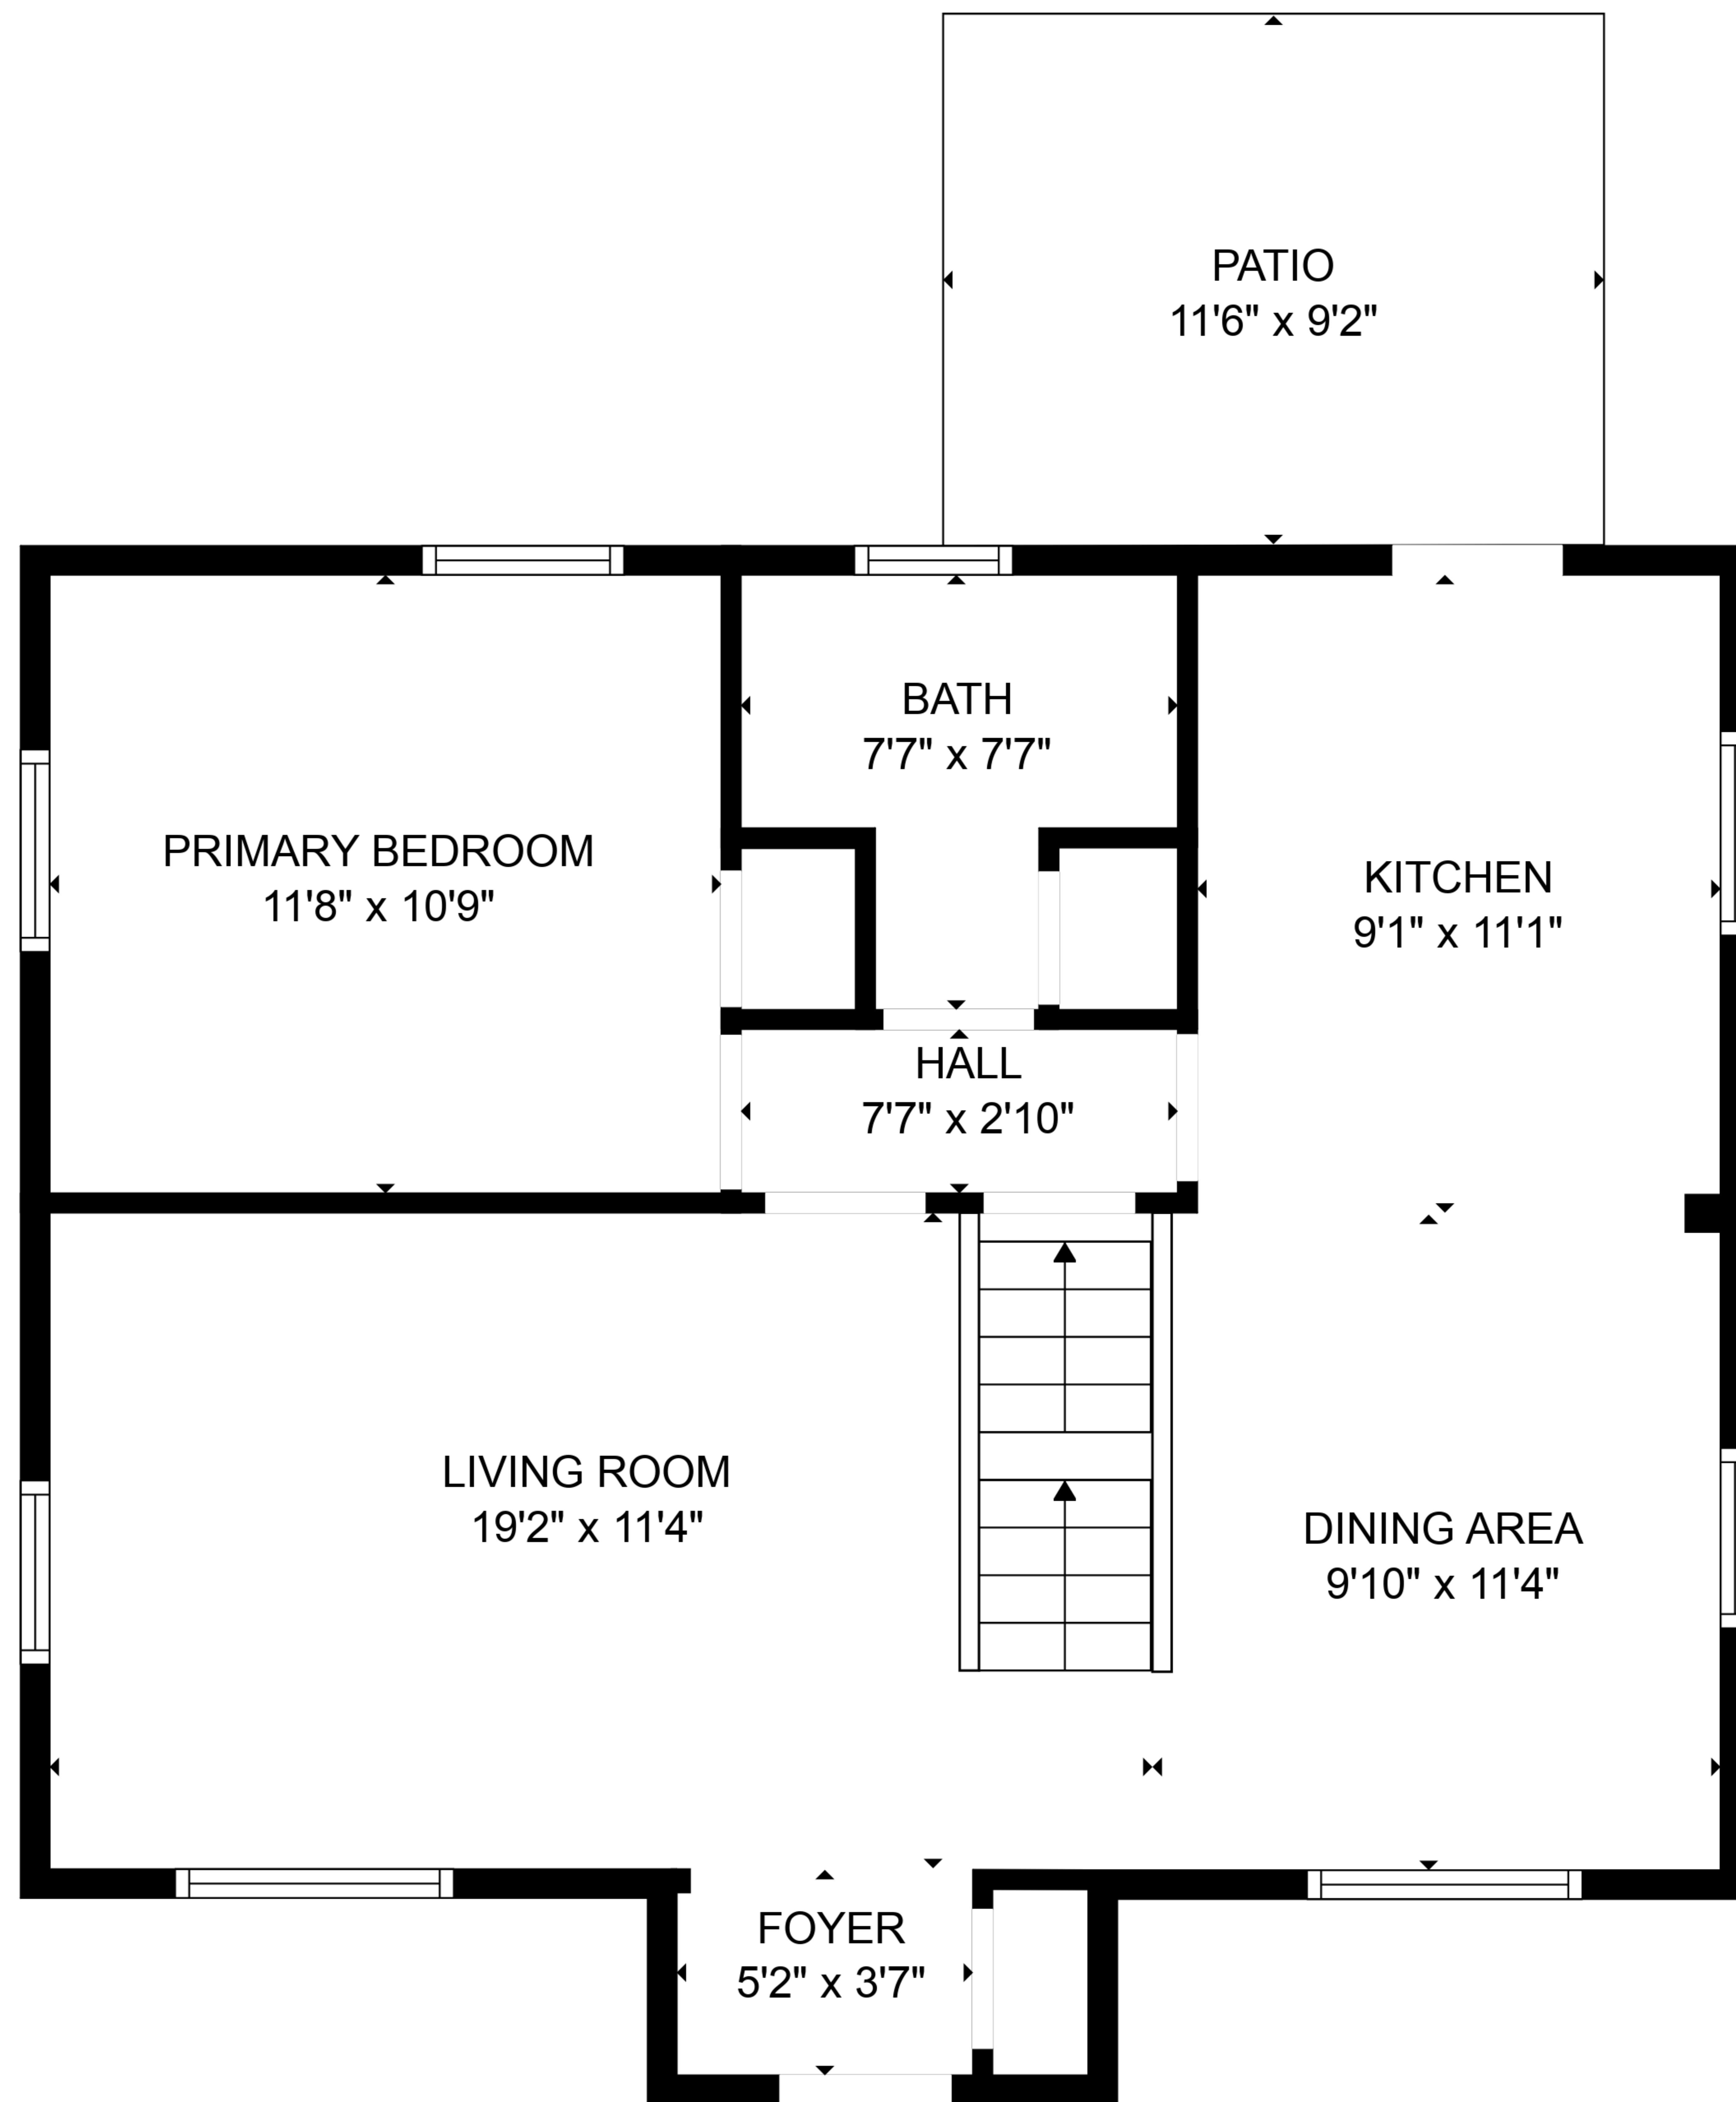 PATIO
11'6" x 9'2"
BATH
7'7" x 7'7"
PRIMARY BEDROOM
11'8" x 10'9"
KITCHEN
9'1" x 11'1"
HALL
7'7" x 2'10"
LIVING ROOM
19'2" x 11'4"
DINING AREA
9'10" x 11'4"
FOYER
5'2" x 3'7"